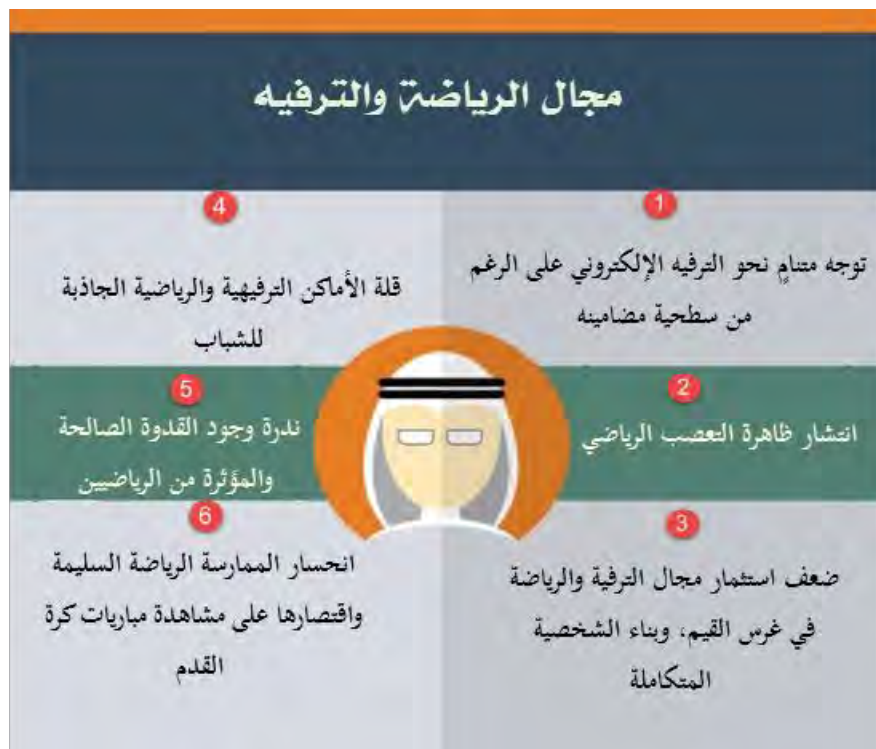 مجال الرياضة والترفيه
1
توجه متنامٍ نحو الترفيه الإلكتروني على الرغم
من سطحية مضامينه
2
انتشار ظاهرة التعصب الرياضي
3
ضعف استثمار مجال الترفية والرياضة
في غرس القيم، وبناء الشخصية
المتكاملة
4
قلة الأماكن الترفيهية والرياضية الجاذبة
للشباب
5
ندرة وجود القدوة الصالحة
والمؤثرة من الرياضيين
6
انحسار الممارسة الرياضة السليمة
واقتصارها على مشاهدة مباريات كرة
القدم